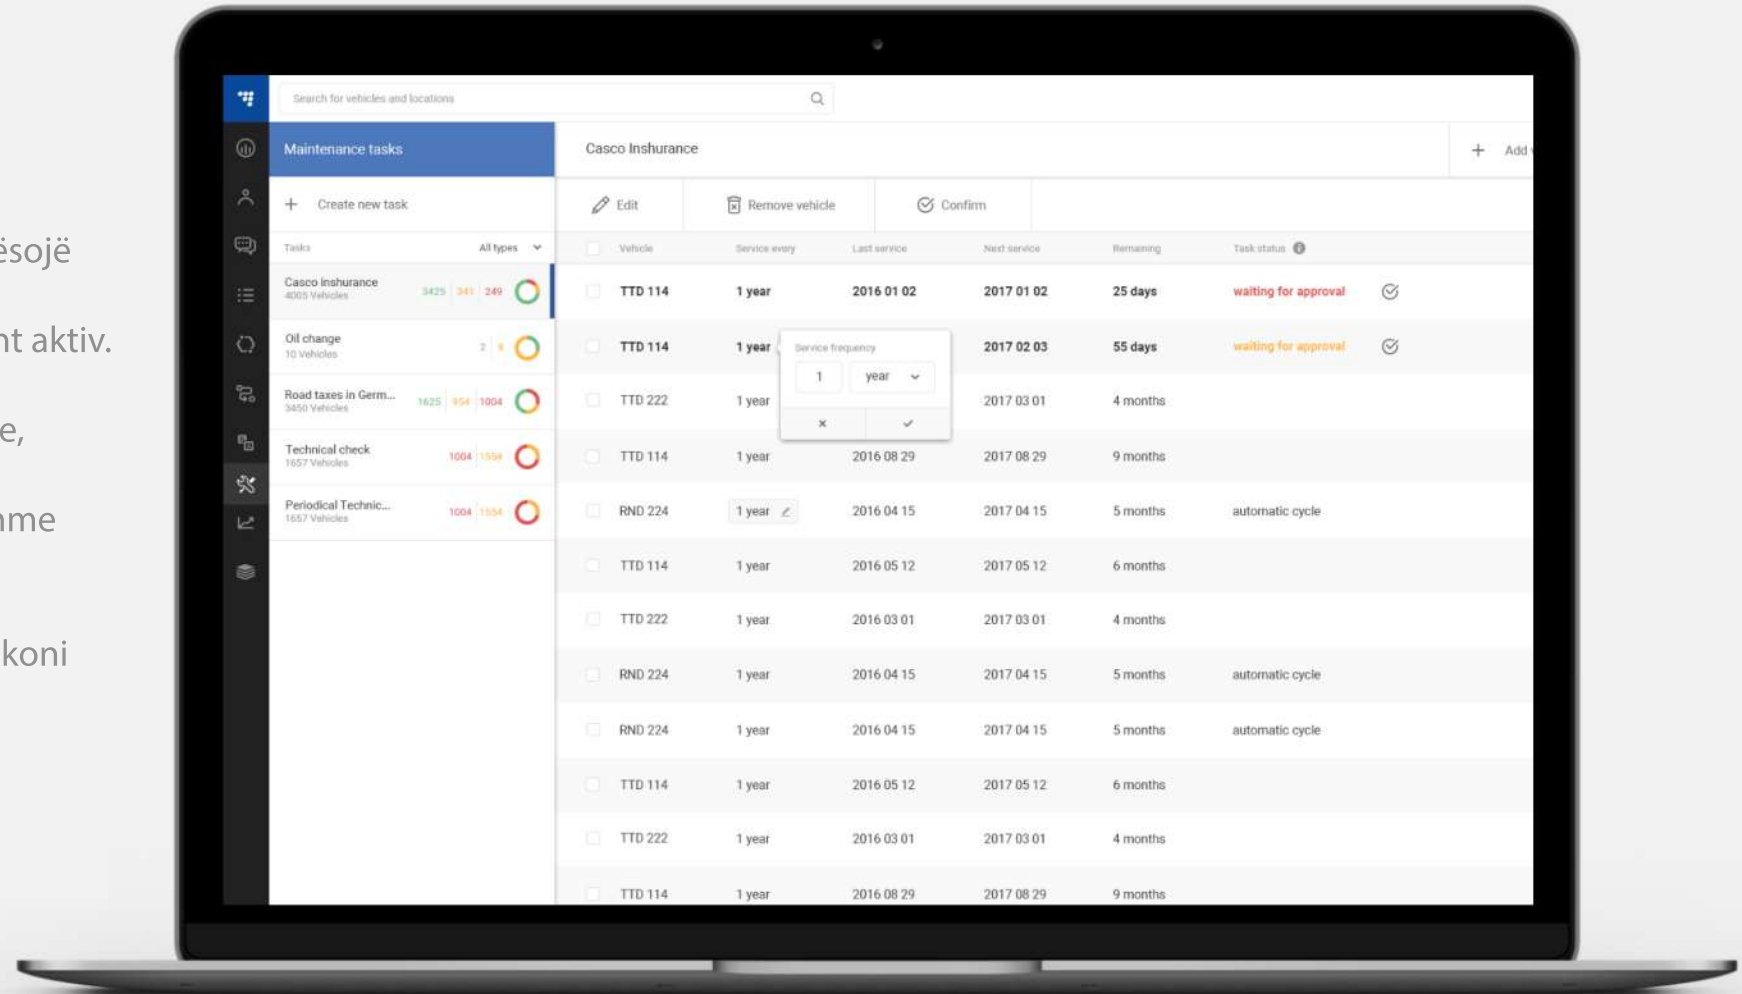 ësojë
nt aktiv.
e,
nme
koni
Search for vehicles and locations
Maintenance tasks
Casco Inshurance
+ Add
+ Create new task
Edit
Remove vehicle
Confirm
Tasks All types
Vehicle Service every Last service Next service Remaining Task status
Casco Inshurance
4005 Vehicles
3425 341 249
Oil change
10 Vehicles
2
Road taxes in Germ...
3450 Vehicles
1625 954 1004
Technical check
1657 Vehicles
1004 1554
Periodical Technic...
1657 Vehicles
1004 1554
TTD 114 1 year 2016 01 02 2017 01 02 25 days waiting for approval
TTD 114 1 year 2017 02 03 55 days waiting for approval
Service frequency
1 year
TTD 222 1 year 2017 03 01 4 months
TTD 114 1 year 2016 08 29 2017 08 29 9 months
RND 224 1 year 2016 04 15 2017 04 15 5 months automatic cycle
TTD 114 1 year 2016 05 12 2017 05 12 6 months
TTD 222 1 year 2016 03 01 2017 03 01 4 months
RND 224 1 year 2016 04 15 2017 04 15 5 months automatic cycle
RND 224 1 year 2016 04 15 2017 04 15 5 months automatic cycle
TTD 114 1 year 2016 05 12 2017 05 12 6 months
TTD 222 1 year 2016 03 01 2017 03 01 4 months
TTD 114 1 year 2016 08 29 2017 08 29 9 months